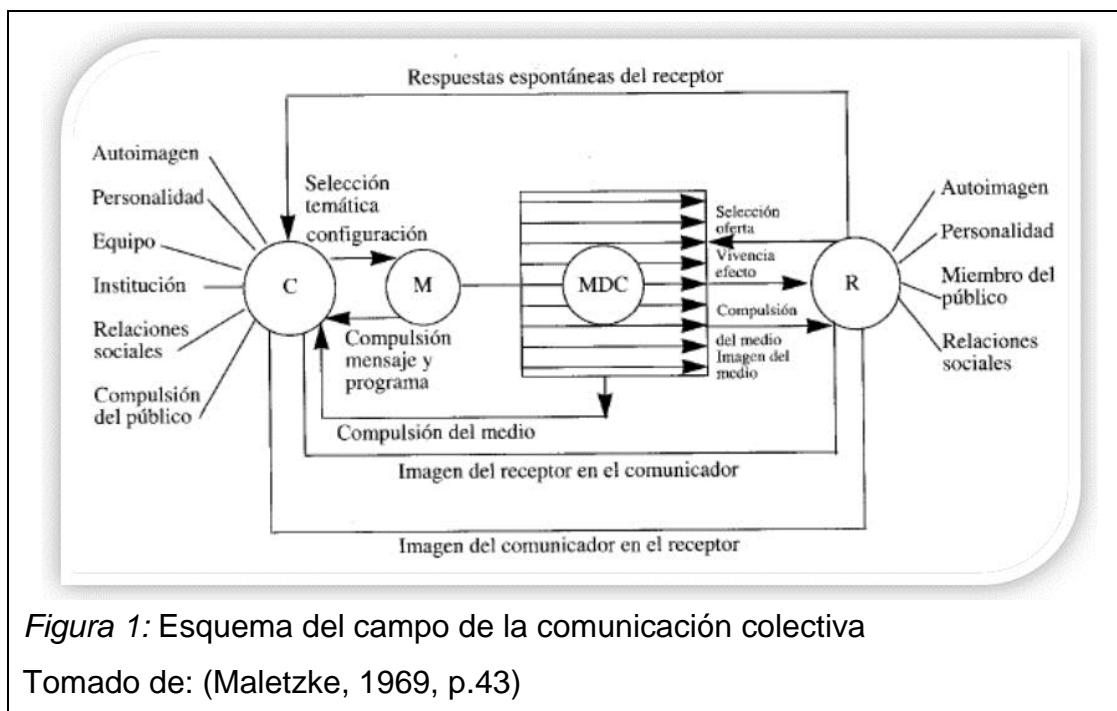 Respuestas espontáneas del receptor
Autoimagen
Personalidad
Equipo
Institución
Relaciones
sociales
Compulsión
del público
C
Selección
temática
configuración
M
Compulsión
mensaje y
programa
MDC
Selección
oferta
Vivencia
efecto
Compulsión
del medio
Imagen del
medio
R
Autoimagen
Personalidad
Miembro del
público
Relaciones
sociales
Compulsión del medio
Imagen del receptor en el comunicador
Imagen del comunicador en el receptor
Figura 1: Esquema del campo de la comunicación colectiva
Tomado de: (Maletzke, 1969, p.43)